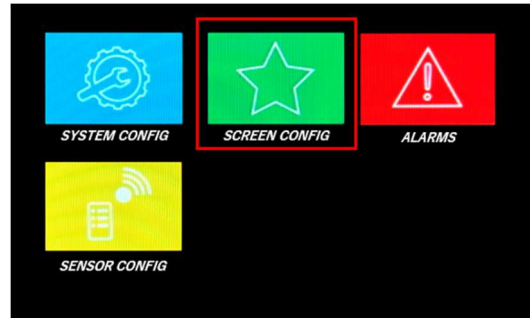 SYSTEM CONFIG
SCREEN CONFIG
ALARMS
SENSOR CONFIG